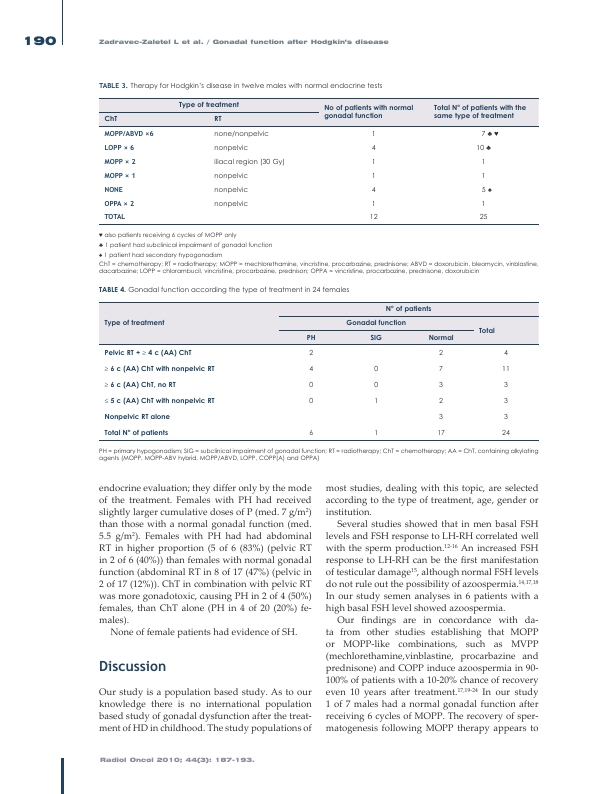 190
Zadravec-Zaletel L et al. / Gonadal function after Hodgkin's disease
TABLE 3. Therapy for Hodgkin's disease in twelve males with normal endocrine tests
Type of treatment
No of patients with normal gonadal function
Total N° of patients with the same type of treatment
ChT RT
MOPP/ABVD ×6 none/nonpelvic 1 7 ♣ ♥
LOPP × 6 nonpelvic 4 10 ♣
MOPP × 2 iliacal region (30 Gy) 1 1
MOPP × 1 nonpelvic 1 1
NONE nonpelvic 4 5 ♠
OPPA × 2 nonpelvic 1 1
TOTAL 12 25
♥ also patients receiving 6 cycles of MOPP only
♣ 1 patient had subclinical impairment of gonadal function
♠ 1 patient had secondary hypogonadism
ChT = chemotherapy; RT = radiotherapy; MOPP = mechlorethamine, vincristine, procarbazine, prednisone; ABVD = doxorubicin, bleomycin, vinblastine,
dacarbazine; LOPP = chlorambucil, vincristine, procarbazine, prednison; OPPA = vincristine, procarbazine, prednisone, doxorubicin
TABLE 4. Gonadal function according the type of treatment in 24 females
N° of patients
Type of treatment
Gonadal function
Total
PH SIG Normal
Pelvic RT + ≥ 4 c (AA) ChT 2 2 4
≥ 6 c (AA) ChT with nonpelvic RT 4 0 7 11
≥ 6 c (AA) ChT, no RT 0 0 3 3
≤ 5 c (AA) ChT with nonpelvic RT 0 1 2 3
Nonpelvic RT alone 3 3
Total N° of patients 6 1 17 24
PH = primary hypogonadism; SIG = subclinical impairment of gonadal function; RT = radiotherapy; ChT = chemotherapy; AA = ChT, containing alkylating
agents (MOPP, MOPP-ABV hybrid, MOPP/ABVD, LOPP, COPP(A) and OPPA)
endocrine evaluation; they differ only by the mode
of the treatment. Females with PH had received
slightly larger cumulative doses of P (med. 7 g/m²)
than those with a normal gonadal function (med.
5.5 g/m²). Females with PH had had abdominal
RT in higher proportion (5 of 6 (83%) (pelvic RT
in 2 of 6 (40%)) than females with normal gonadal
function (abdominal RT in 8 of 17 (47%) (pelvic in
2 of 17 (12%)). ChT in combination with pelvic RT
was more gonadotoxic, causing PH in 2 of 4 (50%)
females, than ChT alone (PH in 4 of 20 (20%) fe-
males).
None of female patients had evidence of SH.
Discussion
Our study is a population based study. As to our
knowledge there is no international population
based study of gonadal dysfunction after the treat-
ment of HD in childhood. The study populations of
most studies, dealing with this topic, are selected
according to the type of treatment, age, gender or
institution.
Several studies showed that in men basal FSH
levels and FSH response to LH-RH correlated well
with the sperm production.12-16 An increased FSH
response to LH-RH can be the first manifestation
of testicular damage15, although normal FSH levels
do not rule out the possibility of azoospermia.14,17,18
In our study semen analyses in 6 patients with a
high basal FSH level showed azoospermia.
Our findings are in concordance with da-
ta from other studies establishing that MOPP
or MOPP-like combinations, such as MVPP
(mechlorethamine,vinblastine, procarbazine and
prednisone) and COPP induce azoospermia in 90-
100% of patients with a 10-20% chance of recovery
even 10 years after treatment.17,19-24 In our study
1 of 7 males had a normal gonadal function after
receiving 6 cycles of MOPP. The recovery of sper-
matogenesis following MOPP therapy appears to
Radiol Oncol 2010; 44(3): 187-193.